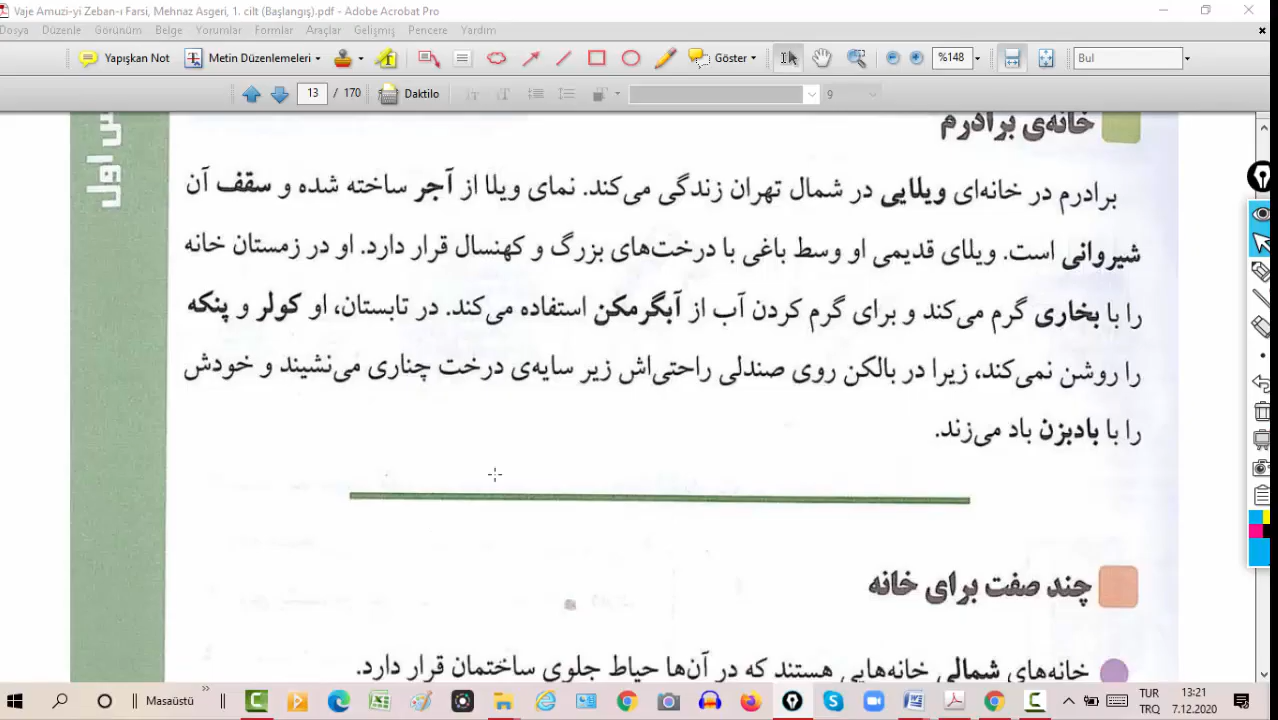 Vaje Amuzi-yi Zeban-ı Farsi, Mehnaz Asgeri, 1. cilt (Başlangış).pdf - Adobe Acrobat Pro
Dosya Düzenle Görünüm Belge Yorumlar Formlar Araçlar Gelişmiş Pencere Yardım
Yapışkan Not Metin Düzenlemeleri Göster %148 Bul
13 / 170 Daktilo 9
خانه‌ی برادرم
برادرم در خانه‌ای ویلایی در شمال تهران زندگی می‌کند. نمای ویلا از آجر ساخته شده و سقف آن
شیروانی است. ویلای قدیمی او وسط باغی با درخت‌های بزرگ و کهنسال قرار دارد. او در زمستان خانه
را با بخاری گرم می‌کند و برای گرم کردن آب از آبگرمکن استفاده می‌کند. در تابستان، او کولر و پنکه
را روشن نمی‌کند، زیرا در بالکن روی صندلی راحتی‌اش زیر سایه‌ی درخت چناری می‌نشیند و خودش
را با بادبزن باد می‌زند.
چند صفت برای خانه
خانه‌های شمالی خانه‌هایی هستند که در آن‌ها حیاط جلوی ساختمان قرار دارد.
اول
Masaüstü
TUR 13:21
TRQ 7.12.2020